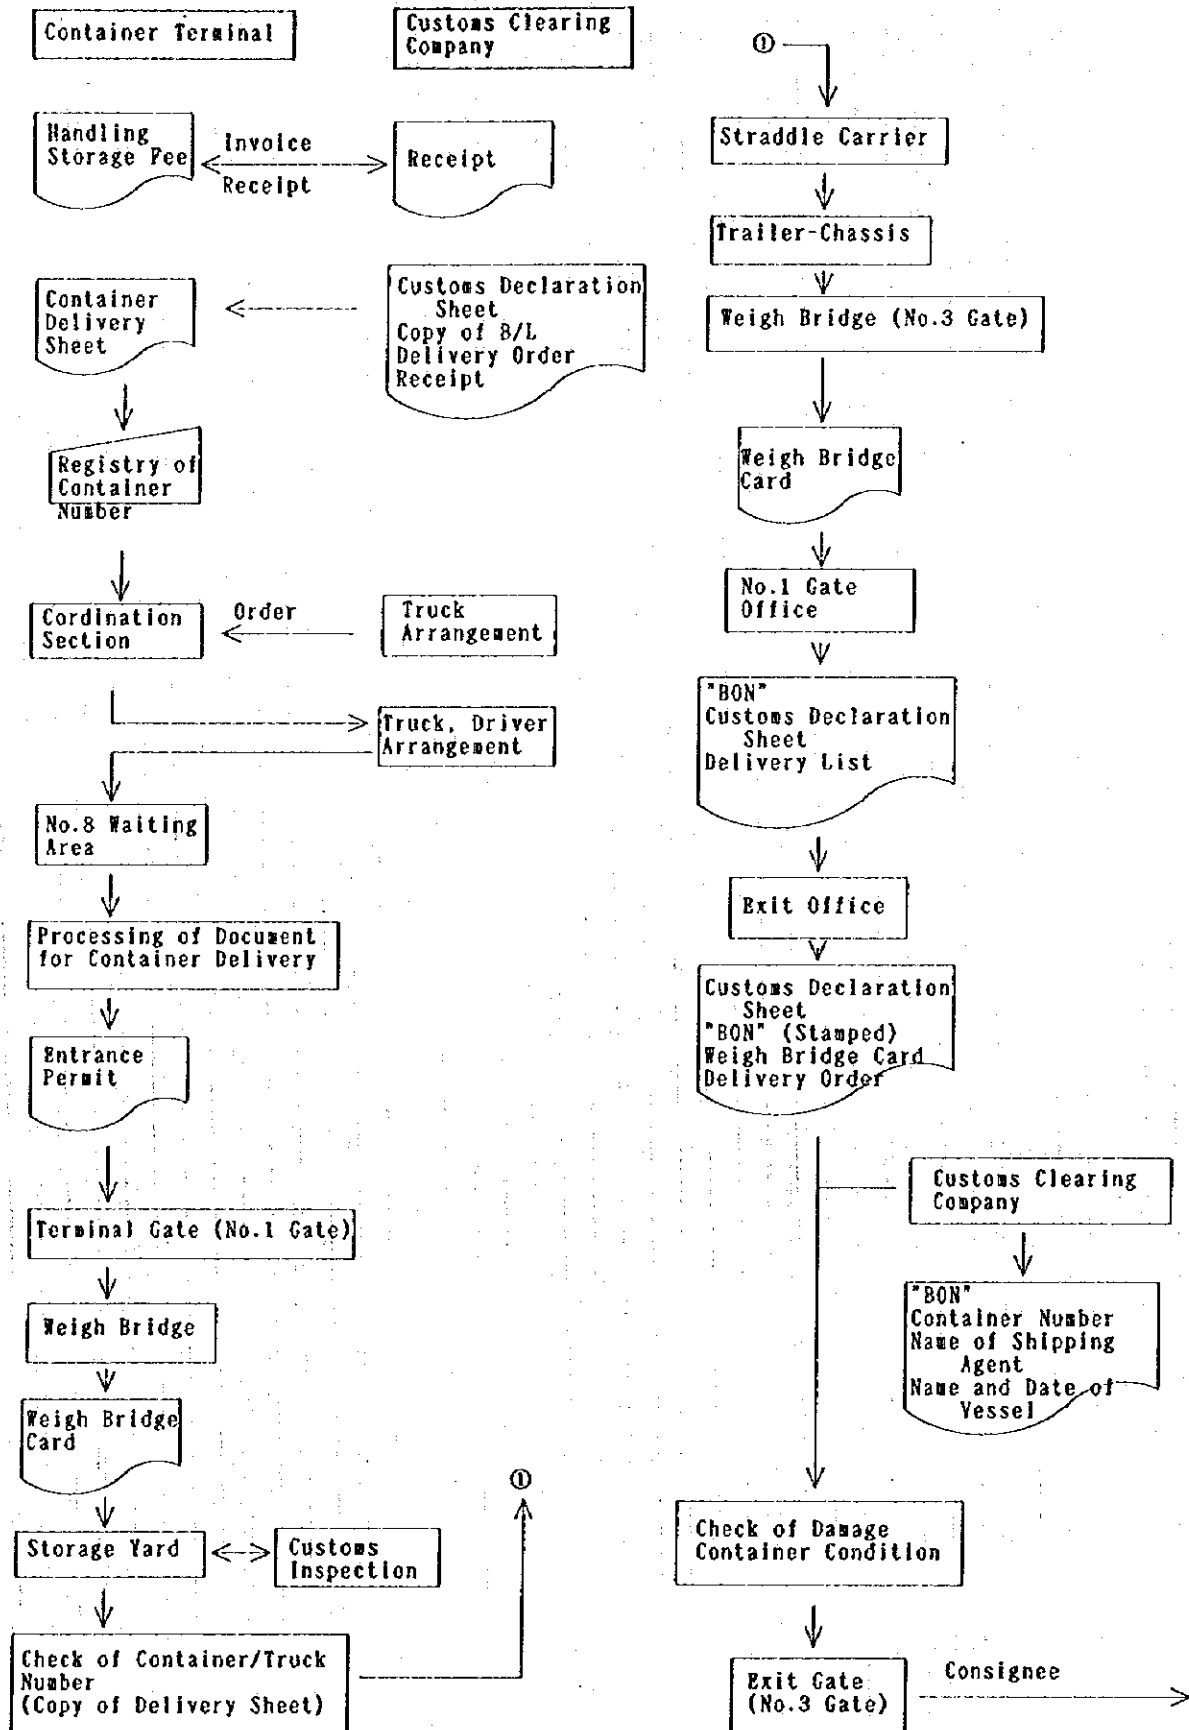 Container Terminal
Customs Clearing
Company
Handling
Storage Fee
Invoice
Receipt
Receipt
Container
Delivery
Sheet
Customs Declaration
Sheet
Copy of B/L
Delivery Order
Receipt
Registry of
Container
Number
Cordination
Section
Order
Truck
Arrangement
Truck, Driver
Arrangement
No.8 Waiting
Area
Processing of Document
for Container Delivery
Entrance
Permit
Terminal Gate (No.1 Gate)
Weigh Bridge
Weigh Bridge
Card
Storage Yard
Customs
Inspection
Check of Container/Truck
Number
(Copy of Delivery Sheet)
①
①
Straddle Carrier
Trailer-Chassis
Weigh Bridge (No.3 Gate)
Weigh Bridge
Card
No.1 Gate
Office
"BON"
Customs Declaration
Sheet
Delivery List
Exit Office
Customs Declaration
Sheet
"BON" (Stamped)
Weigh Bridge Card
Delivery Order
Customs Clearing
Company
"BON"
Container Number
Name of Shipping
Agent
Name and Date of
Vessel
Check of Damage
Container Condition
Exit Gate
(No.3 Gate)
Consignee